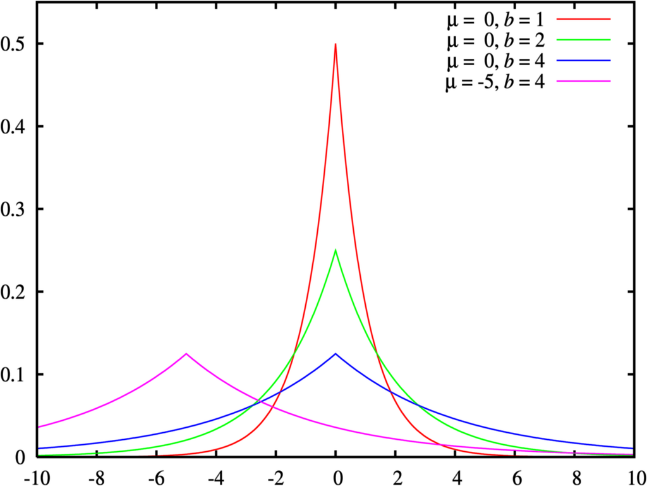 μ = 0, b = 1
μ = 0, b = 2
μ = 0, b = 4
μ = -5, b = 4
0.5
0.4
0.3
0.2
0.1
0
-10 -8 -6 -4 -2 0 2 4 6 8 10